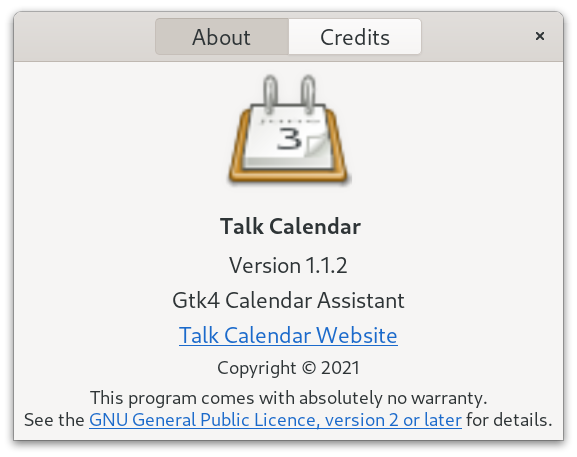 About Credits ×
3
Talk Calendar
Version 1.1.2
Gtk4 Calendar Assistant
Talk Calendar Website
Copyright © 2021
This program comes with absolutely no warranty.
See the GNU General Public Licence, version 2 or later for details.